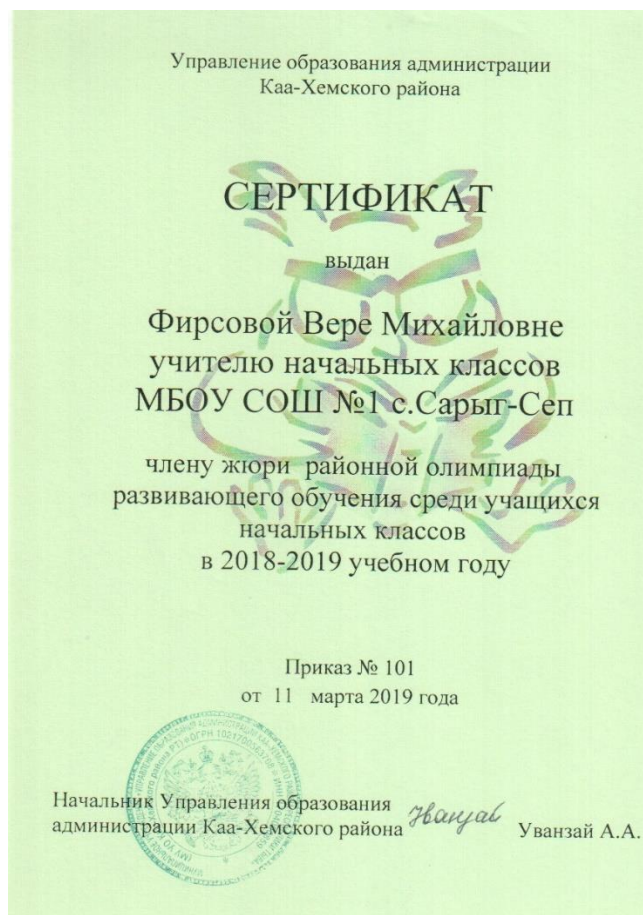 Управление образования администрации
Каа-Хемского района
СЕРТИФИКАТ
выдан
Фирсовой Вере Михайловне
учителю начальных классов
МБОУ СОШ №1 с.Сарыг-Сеп
члену жюри районной олимпиады
развивающего обучения среди учащихся
начальных классов
в 2018-2019 учебном году
Приказ № 101
от 11 марта 2019 года
Начальник Управления образования
администрации Каа-Хемского района Уванзай А.А.